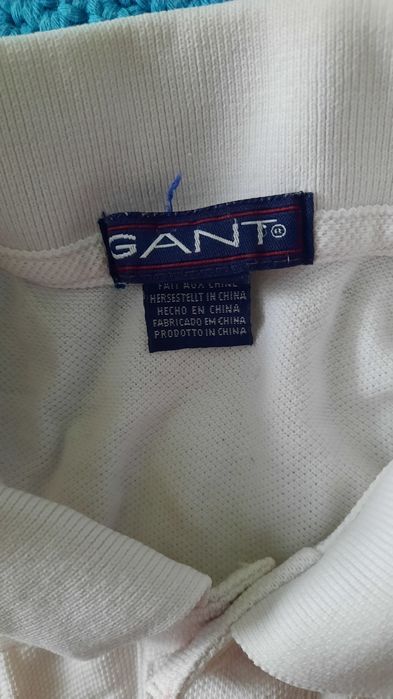 GANT®
FAIT AUX CHINE
HERSESTELLT IN CHINA
HECHO EN CHINA
FABRICADO EM CHINA
PRODOTTO IN CHINA